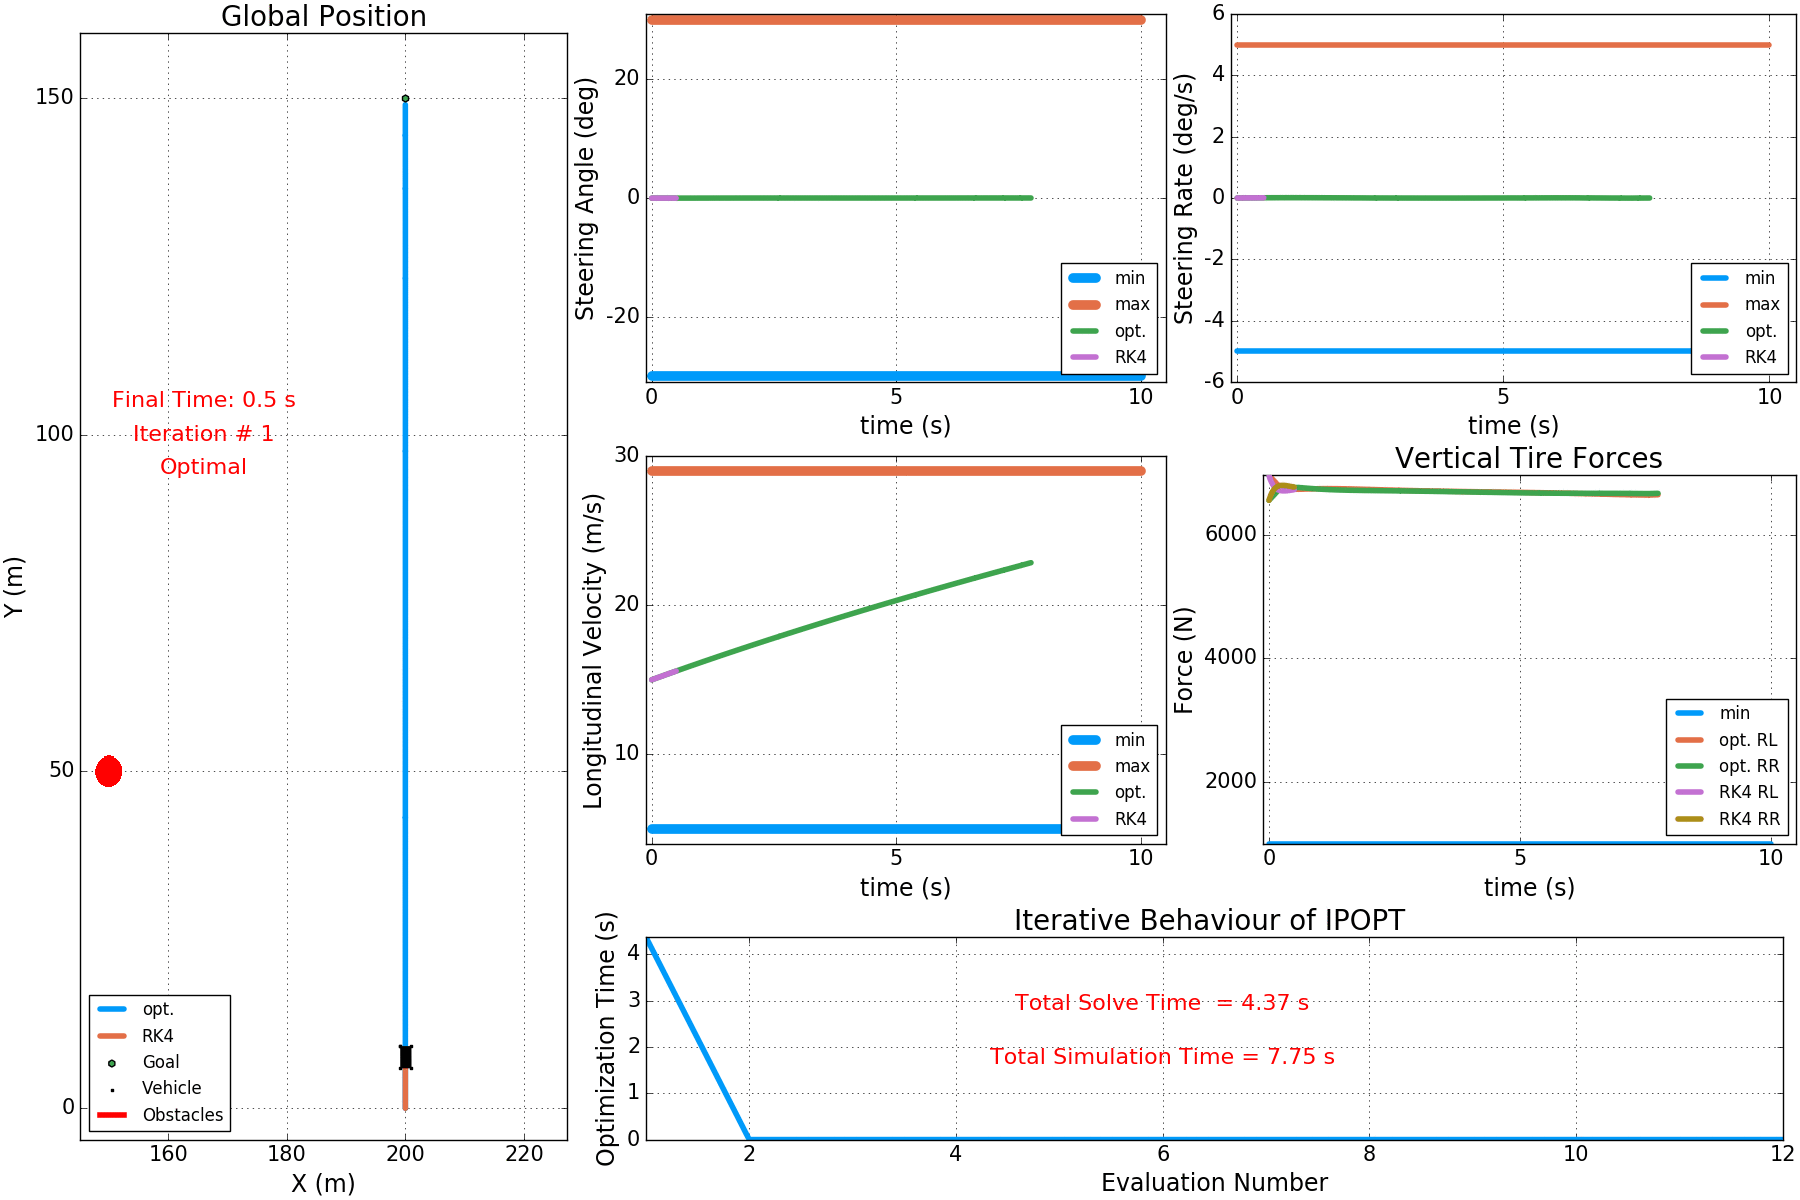 Global Position
150
100
50
0
Y (m)
160
180
200
220
X (m)
Final Time: 0.5 s
Iteration # 1
Optimal
opt.
RK4
Goal
Vehicle
Obstacles
20
0
-20
Steering Angle (deg)
0
5
10
time (s)
min
max
opt.
RK4
6
4
2
0
-2
-4
-6
Steering Rate (deg/s)
0
5
10
time (s)
min
max
opt.
RK4
30
20
10
Longitudinal Velocity (m/s)
0
5
10
time (s)
min
max
opt.
RK4
Vertical Tire Forces
6000
4000
2000
Force (N)
0
5
10
time (s)
min
opt. RL
opt. RR
RK4 RL
RK4 RR
Iterative Behaviour of IPOPT
4
3
2
1
0
Optimization Time (s)
Total Solve Time = 4.37 s
Total Simulation Time = 7.75 s
2
4
6
8
10
12
Evaluation Number